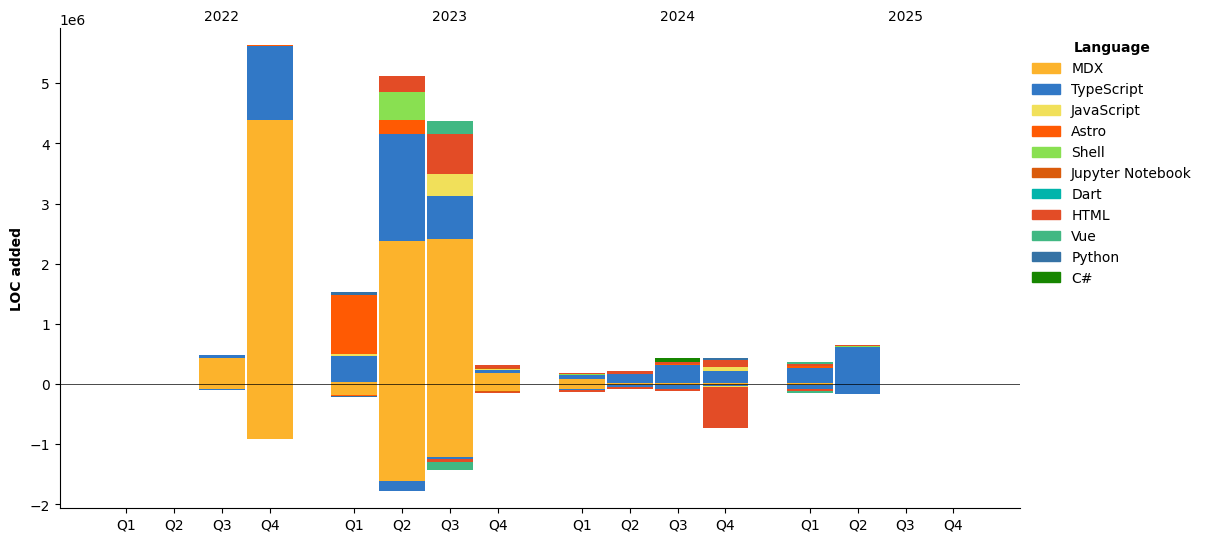 2022 2023 2024 2025
1e6
Language
MDX
TypeScript
JavaScript
Astro
Shell
Jupyter Notebook
Dart
HTML
Vue
Python
C#
LOC added
5
4
3
2
1
0
−1
−2
Q1 Q2 Q3 Q4 Q1 Q2 Q3 Q4 Q1 Q2 Q3 Q4 Q1 Q2 Q3 Q4